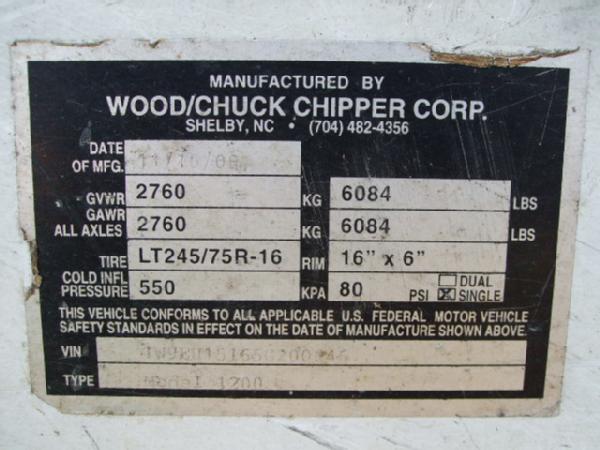 MANUFACTURED BY
WOOD/CHUCK CHIPPER CORP.
SHELBY, NC • (704) 482-4356
DATE
OF MFG.
GVWR 2760 KG 6084 LBS
GAWR
ALL AXLES 2760 KG 6084 LBS
TIRE LT245/75R-16 RIM 16" x 6"
COLD INFL
PRESSURE 550 KPA 80 PSI DUAL
SINGLE
THIS VEHICLE CONFORMS TO ALL APPLICABLE U.S. FEDERAL MOTOR VEHICLE
SAFETY STANDARDS IN EFFECT ON THE DATE OF MANUFACTURE SHOWN ABOVE.
VIN
TYPE Model 1200